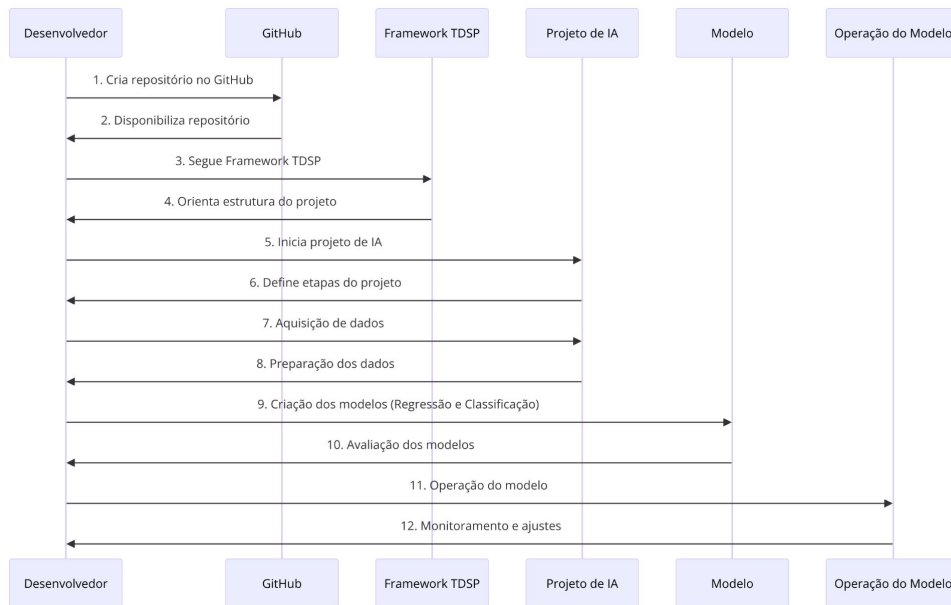 Desenvolvedor
GitHub
Framework TDSP
Projeto de IA
Modelo
Operação do Modelo
1. Cria repositório no GitHub
2. Disponibiliza repositório
3. Segue Framework TDSP
4. Orienta estrutura do projeto
5. Inicia projeto de IA
6. Define etapas do projeto
7. Aquisição de dados
8. Preparação dos dados
9. Criação dos modelos (Regressão e Classificação)
10. Avaliação dos modelos
11. Operação do modelo
12. Monitoramento e ajustes
Desenvolvedor
GitHub
Framework TDSP
Projeto de IA
Modelo
Operação do Modelo